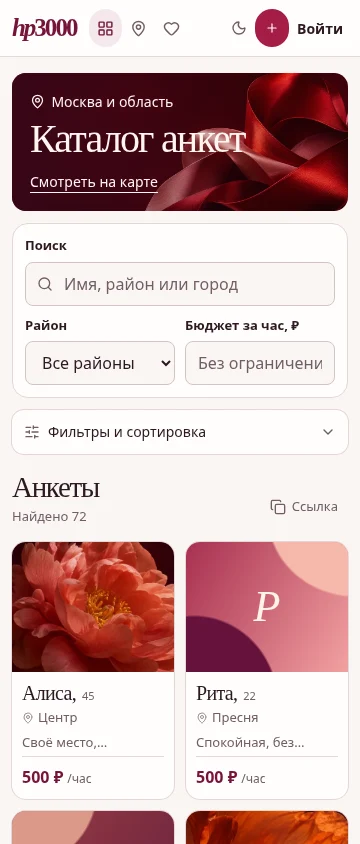 hp3000
Войти
Москва и область
Каталог анкет
Смотреть на карте
Поиск
Имя, район или город
Район
Бюджет за час, ₽
Все районы
Без ограничени
Фильтры и сортировка
Анкеты
Найдено 72
Ссылка
Р
Алиса, 45
Центр
Своё место,...
500 ₽ /час
Рита, 22
Пресня
Спокойная, без...
500 ₽ /час